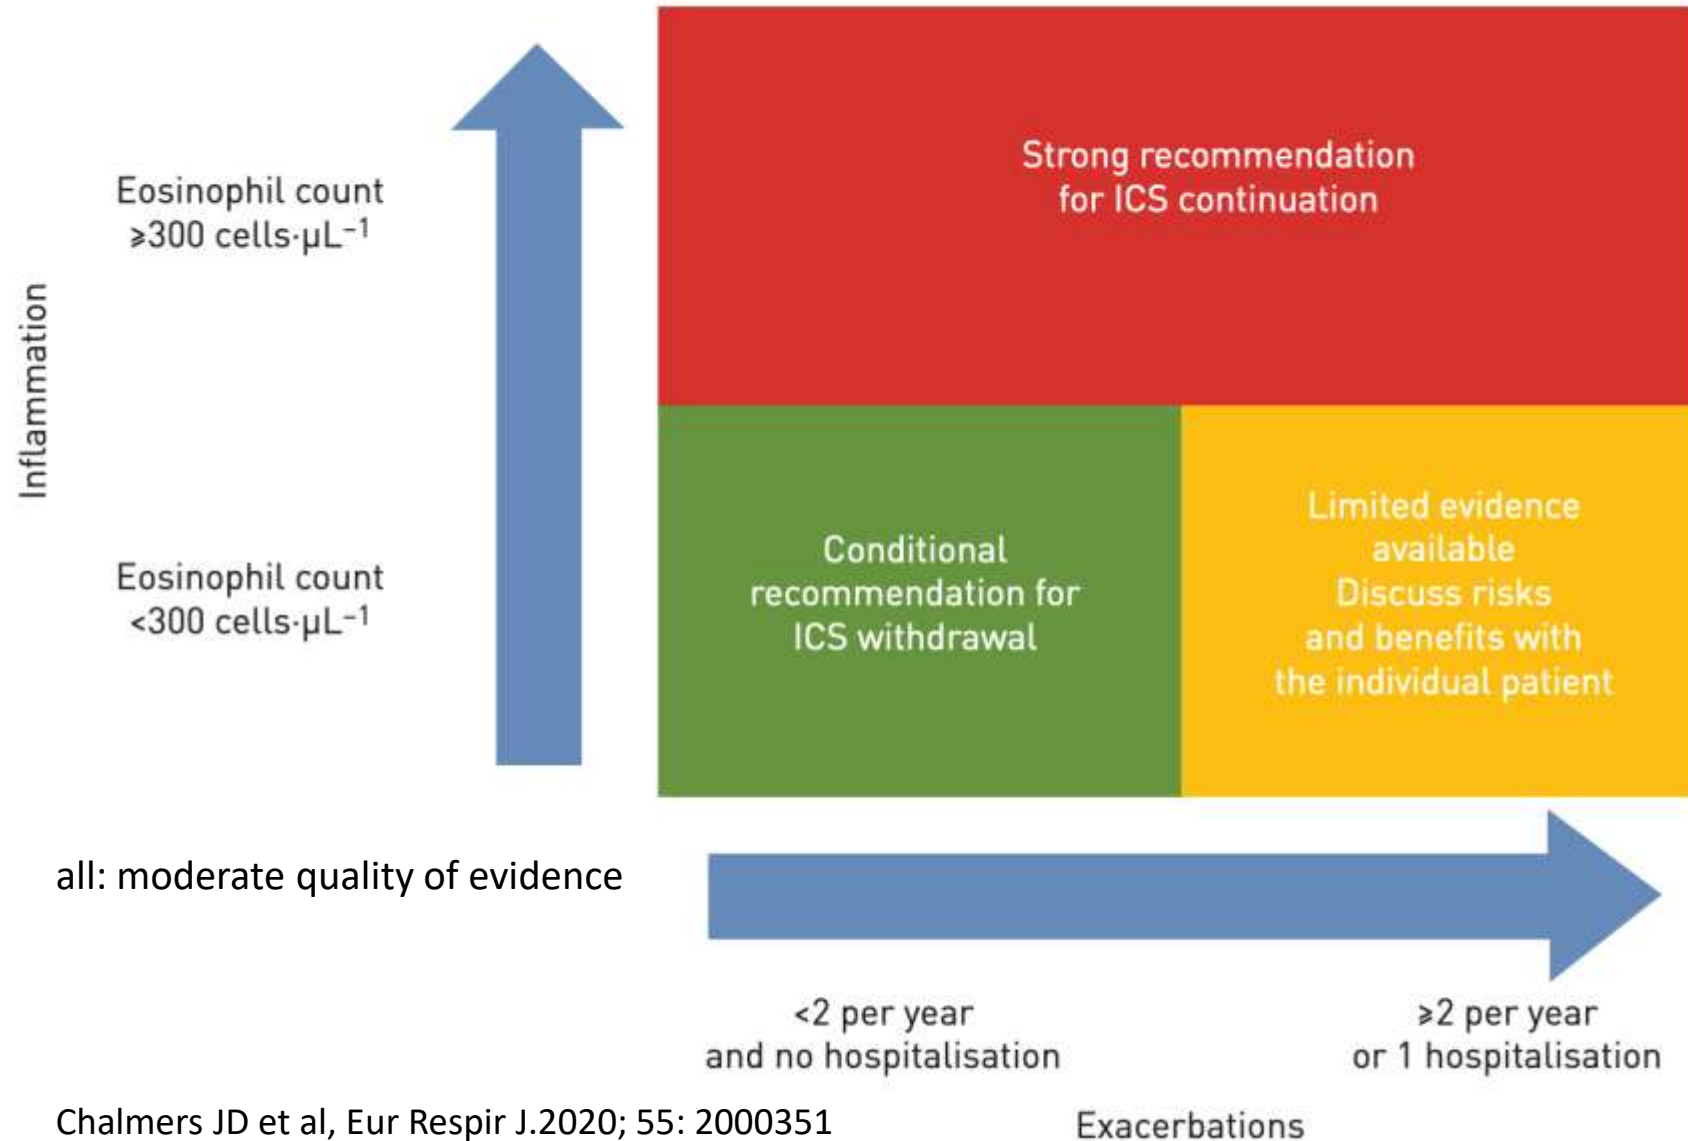 Strong recommendation
for ICS continuation
Eosinophil count
⩾300 cells·µL⁻¹
Inflammation
Conditional
recommendation for
ICS withdrawal
Limited evidence
available
Discuss risks
and benefits with
the individual patient
Eosinophil count
<300 cells·µL⁻¹
all: moderate quality of evidence
<2 per year
and no hospitalisation
⩾2 per year
or 1 hospitalisation
Chalmers JD et al, Eur Respir J.2020; 55: 2000351
Exacerbations